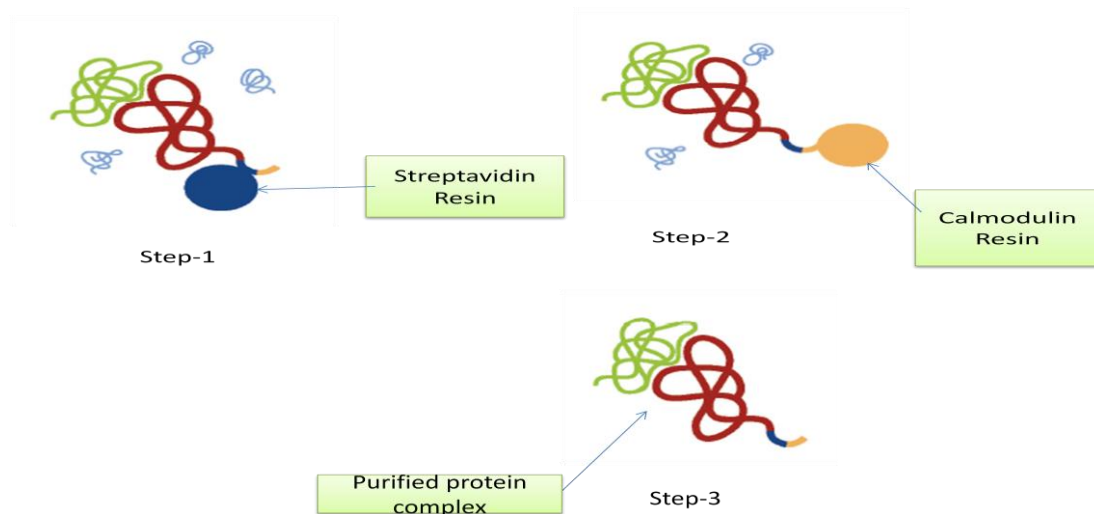 Streptavidin
Resin
Step-1
Calmodulin
Resin
Step-2
Purified protein
complex
Step-3